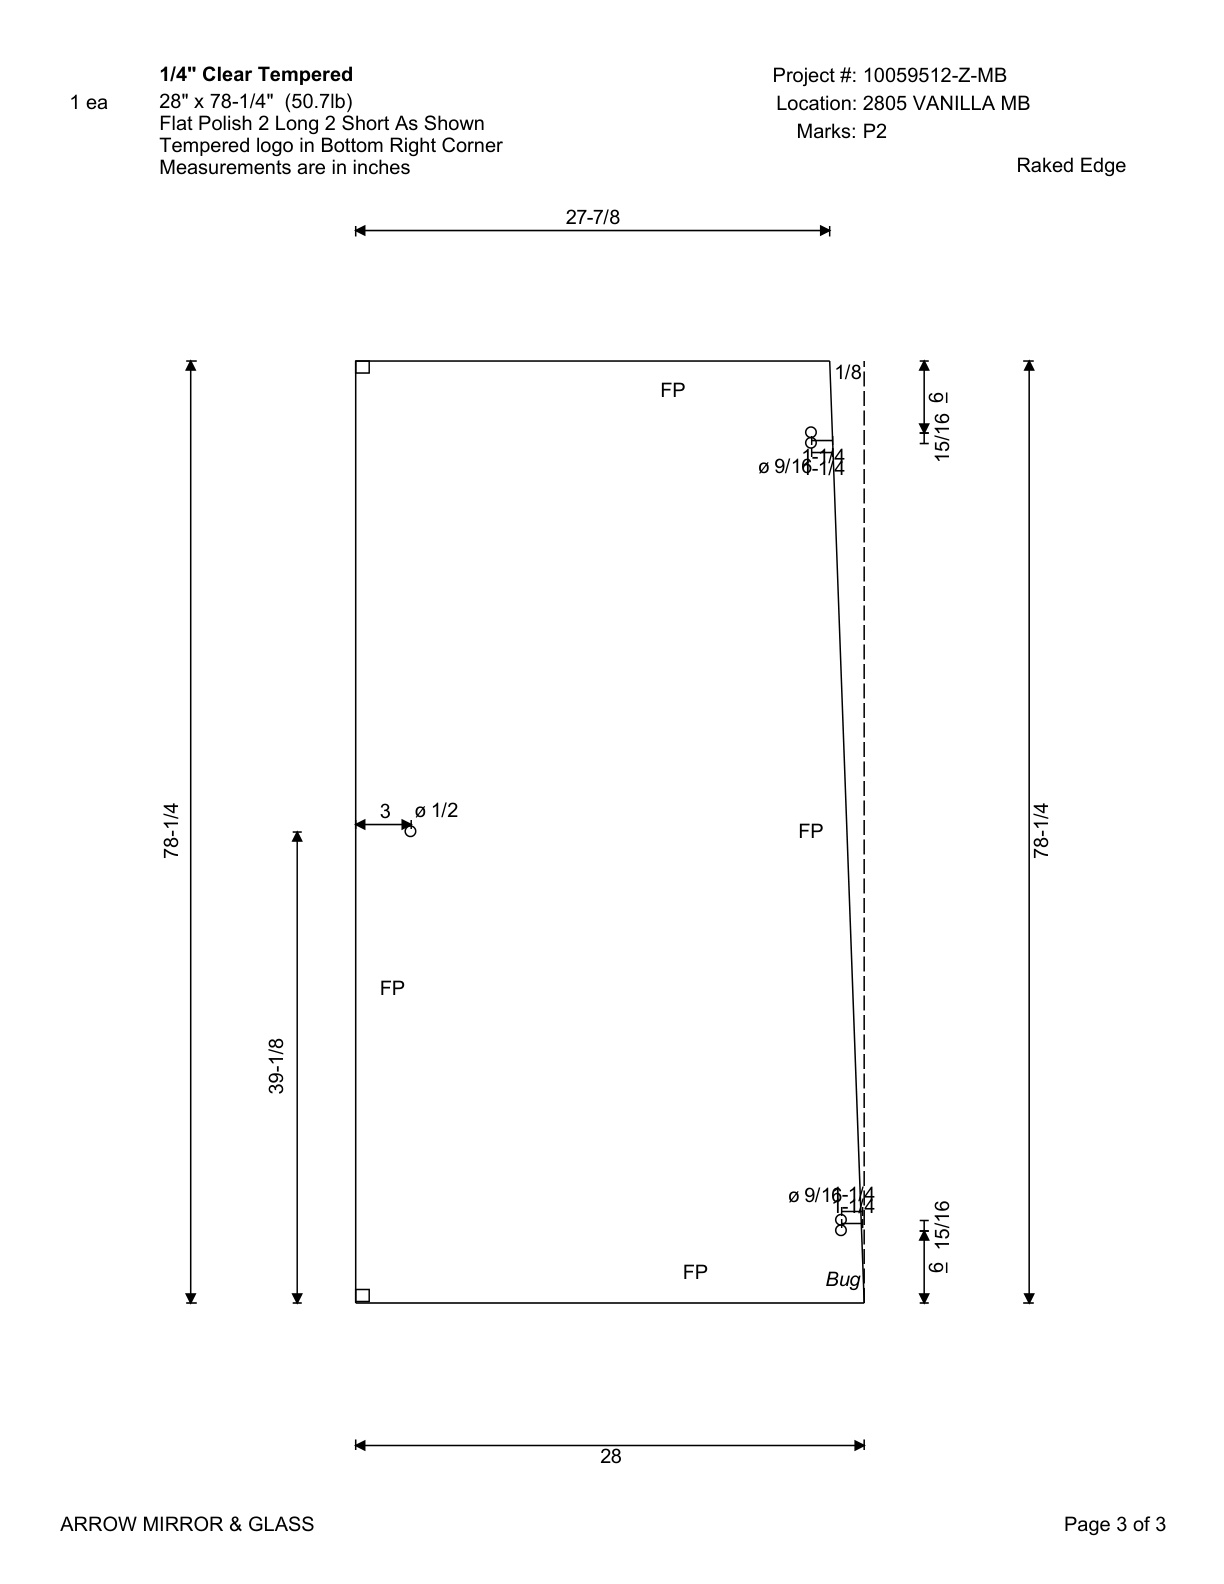 1/4" Clear Tempered
1 ea
28" x 78-1/4" (50.7lb)
Flat Polish 2 Long 2 Short As Shown
Tempered logo in Bottom Right Corner
Measurements are in inches
Project #: 10059512-Z-MB
Location: 2805 VANILLA MB
Marks: P2
Raked Edge
27-7/8
1/8
FP
6
15/16
1-1/4
ø 9/16
1-1/4
3
ø 1/2
78-1/4
FP
78-1/4
FP
39-1/8
ø 9/16
1-1/4
1-1/4
15/16
6
FP
Bug
28
ARROW MIRROR & GLASS
Page 3 of 3